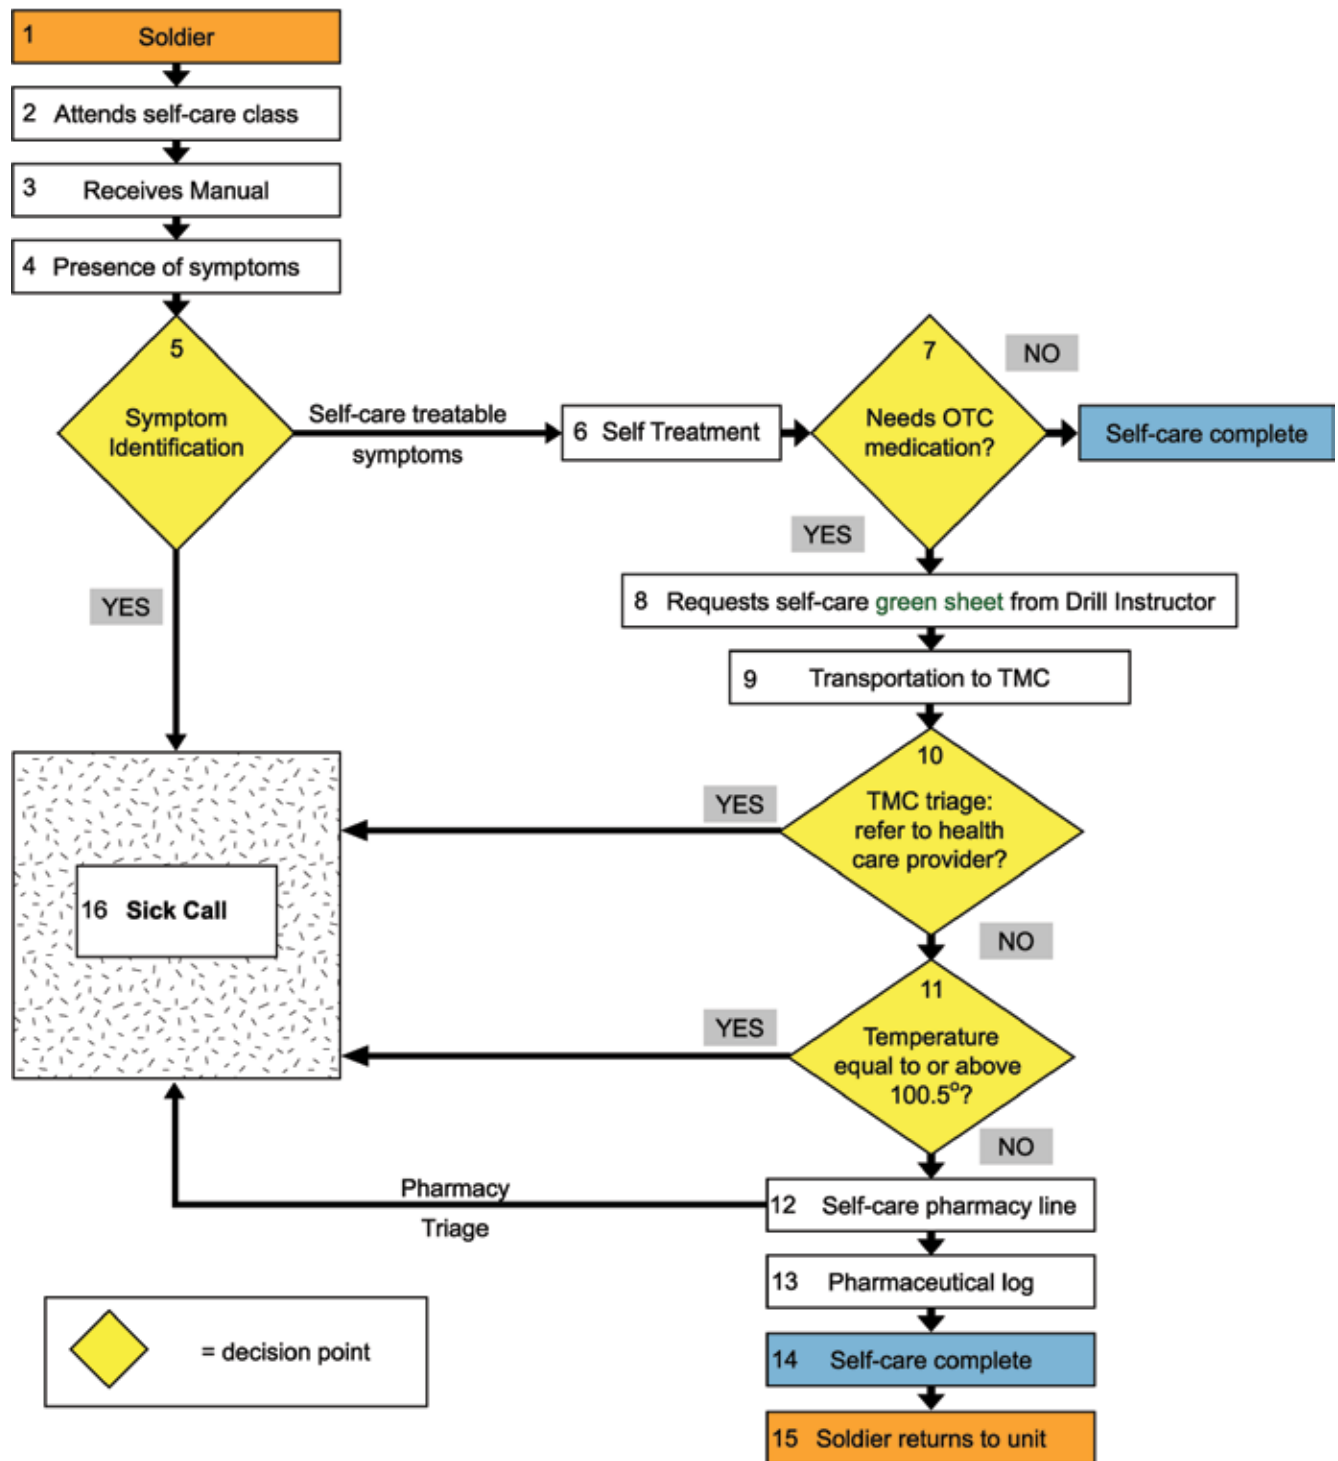 1 Soldier
2 Attends self-care class
3 Receives Manual
4 Presence of symptoms
5
Symptom
Identification
Self-care treatable
symptoms
6 Self Treatment
7
Needs OTC
medication?
NO
Self-care complete
YES
YES
8 Requests self-care green sheet from Drill Instructor
9 Transportation to TMC
10
TMC triage:
refer to health
care provider?
YES
NO
16 Sick Call
11
Temperature
equal to or above
100.5°?
YES
NO
Pharmacy
Triage
12 Self-care pharmacy line
13 Pharmaceutical log
= decision point
14 Self-care complete
15 Soldier returns to unit